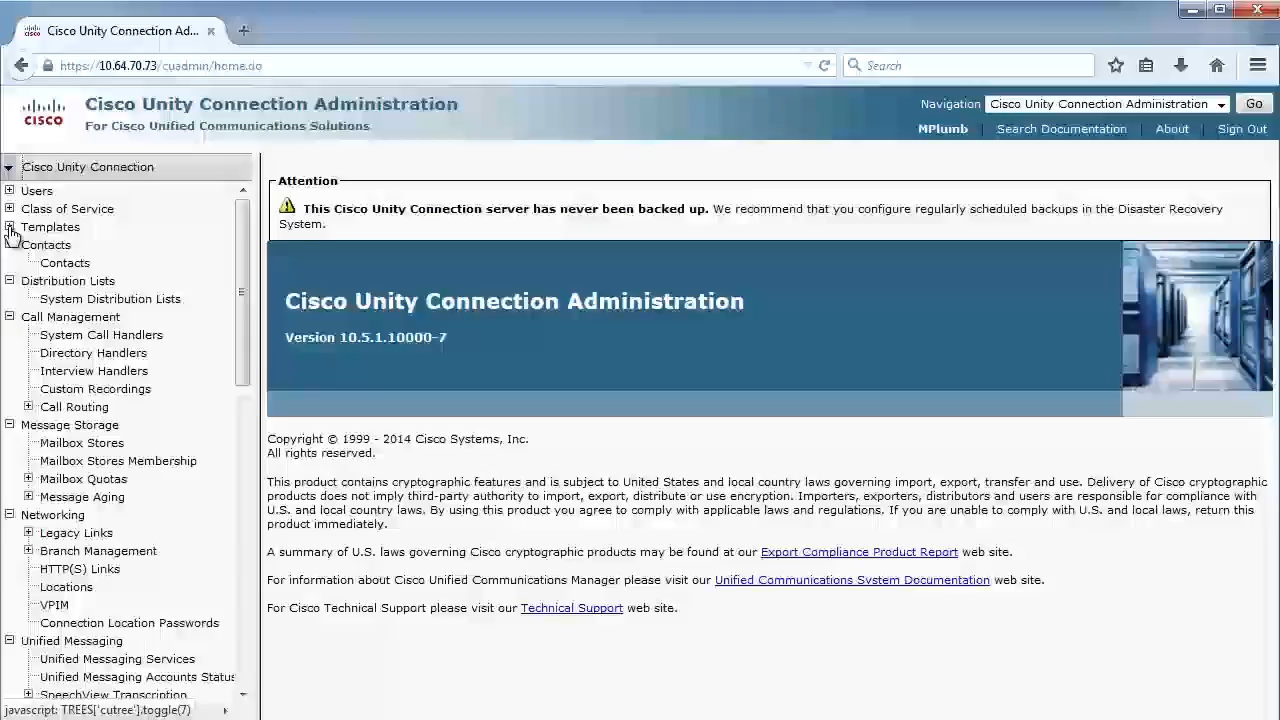 Cisco Unity Connection Ad...
https://10.64.70.73/cuadmin/home.do
Search
CISCO
Cisco Unity Connection Administration
For Cisco Unified Communications Solutions
Navigation Cisco Unity Connection Administration Go
MPlumb | Search Documentation | About | Sign Out
Cisco Unity Connection
Users
Class of Service
Templates
Contacts
Contacts
Distribution Lists
System Distribution Lists
Call Management
System Call Handlers
Directory Handlers
Interview Handlers
Custom Recordings
Call Routing
Message Storage
Mailbox Stores
Mailbox Stores Membership
Mailbox Quotas
Message Aging
Networking
Legacy Links
Branch Management
HTTP(S) Links
Locations
VPIM
Connection Location Passwords
Unified Messaging
Unified Messaging Services
Unified Messaging Accounts Status
SpeechView Transcription
javascript: TREES['cutree'].toggle(7)
Attention
This Cisco Unity Connection server has never been backed up. We recommend that you configure regularly scheduled backups in the Disaster Recovery
System.
Cisco Unity Connection Administration
Version 10.5.1.10000-7
Copyright © 1999 - 2014 Cisco Systems, Inc.
All rights reserved.
This product contains cryptographic features and is subject to United States and local country laws governing import, export, transfer and use. Delivery of Cisco cryptographic
products does not imply third-party authority to import, export, distribute or use encryption. Importers, exporters, distributors and users are responsible for compliance with
U.S. and local country laws. By using this product you agree to comply with applicable laws and regulations. If you are unable to comply with U.S. and local laws, return this
product immediately.
A summary of U.S. laws governing Cisco cryptographic products may be found at our Export Compliance Product Report web site.
For information about Cisco Unified Communications Manager please visit our Unified Communications System Documentation web site.
For Cisco Technical Support please visit our Technical Support web site.